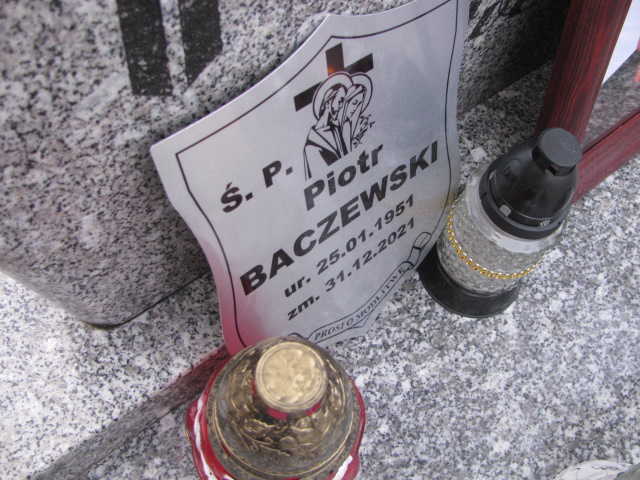 Ś. P.
Piotr
BACZEWSKI
ur. 25.01.1951
zm. 31.12.2021
PROSI O MODLITWĘ